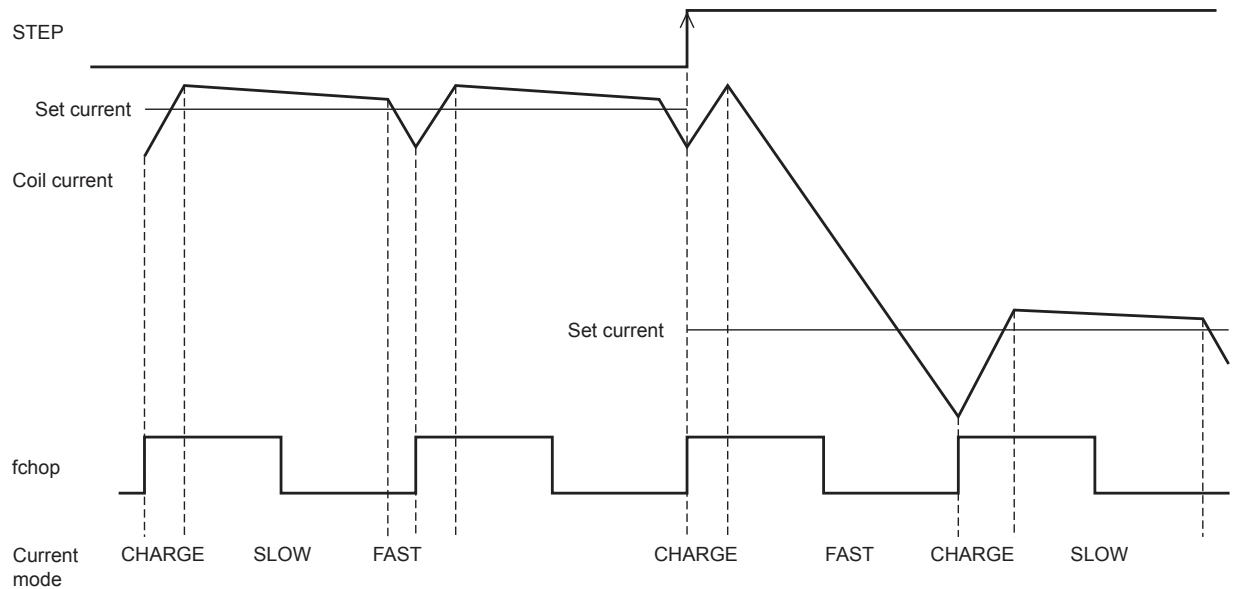 STEP
Set current
Coil current
Set current
fchop
Current
mode
CHARGE SLOW FAST CHARGE FAST CHARGE SLOW